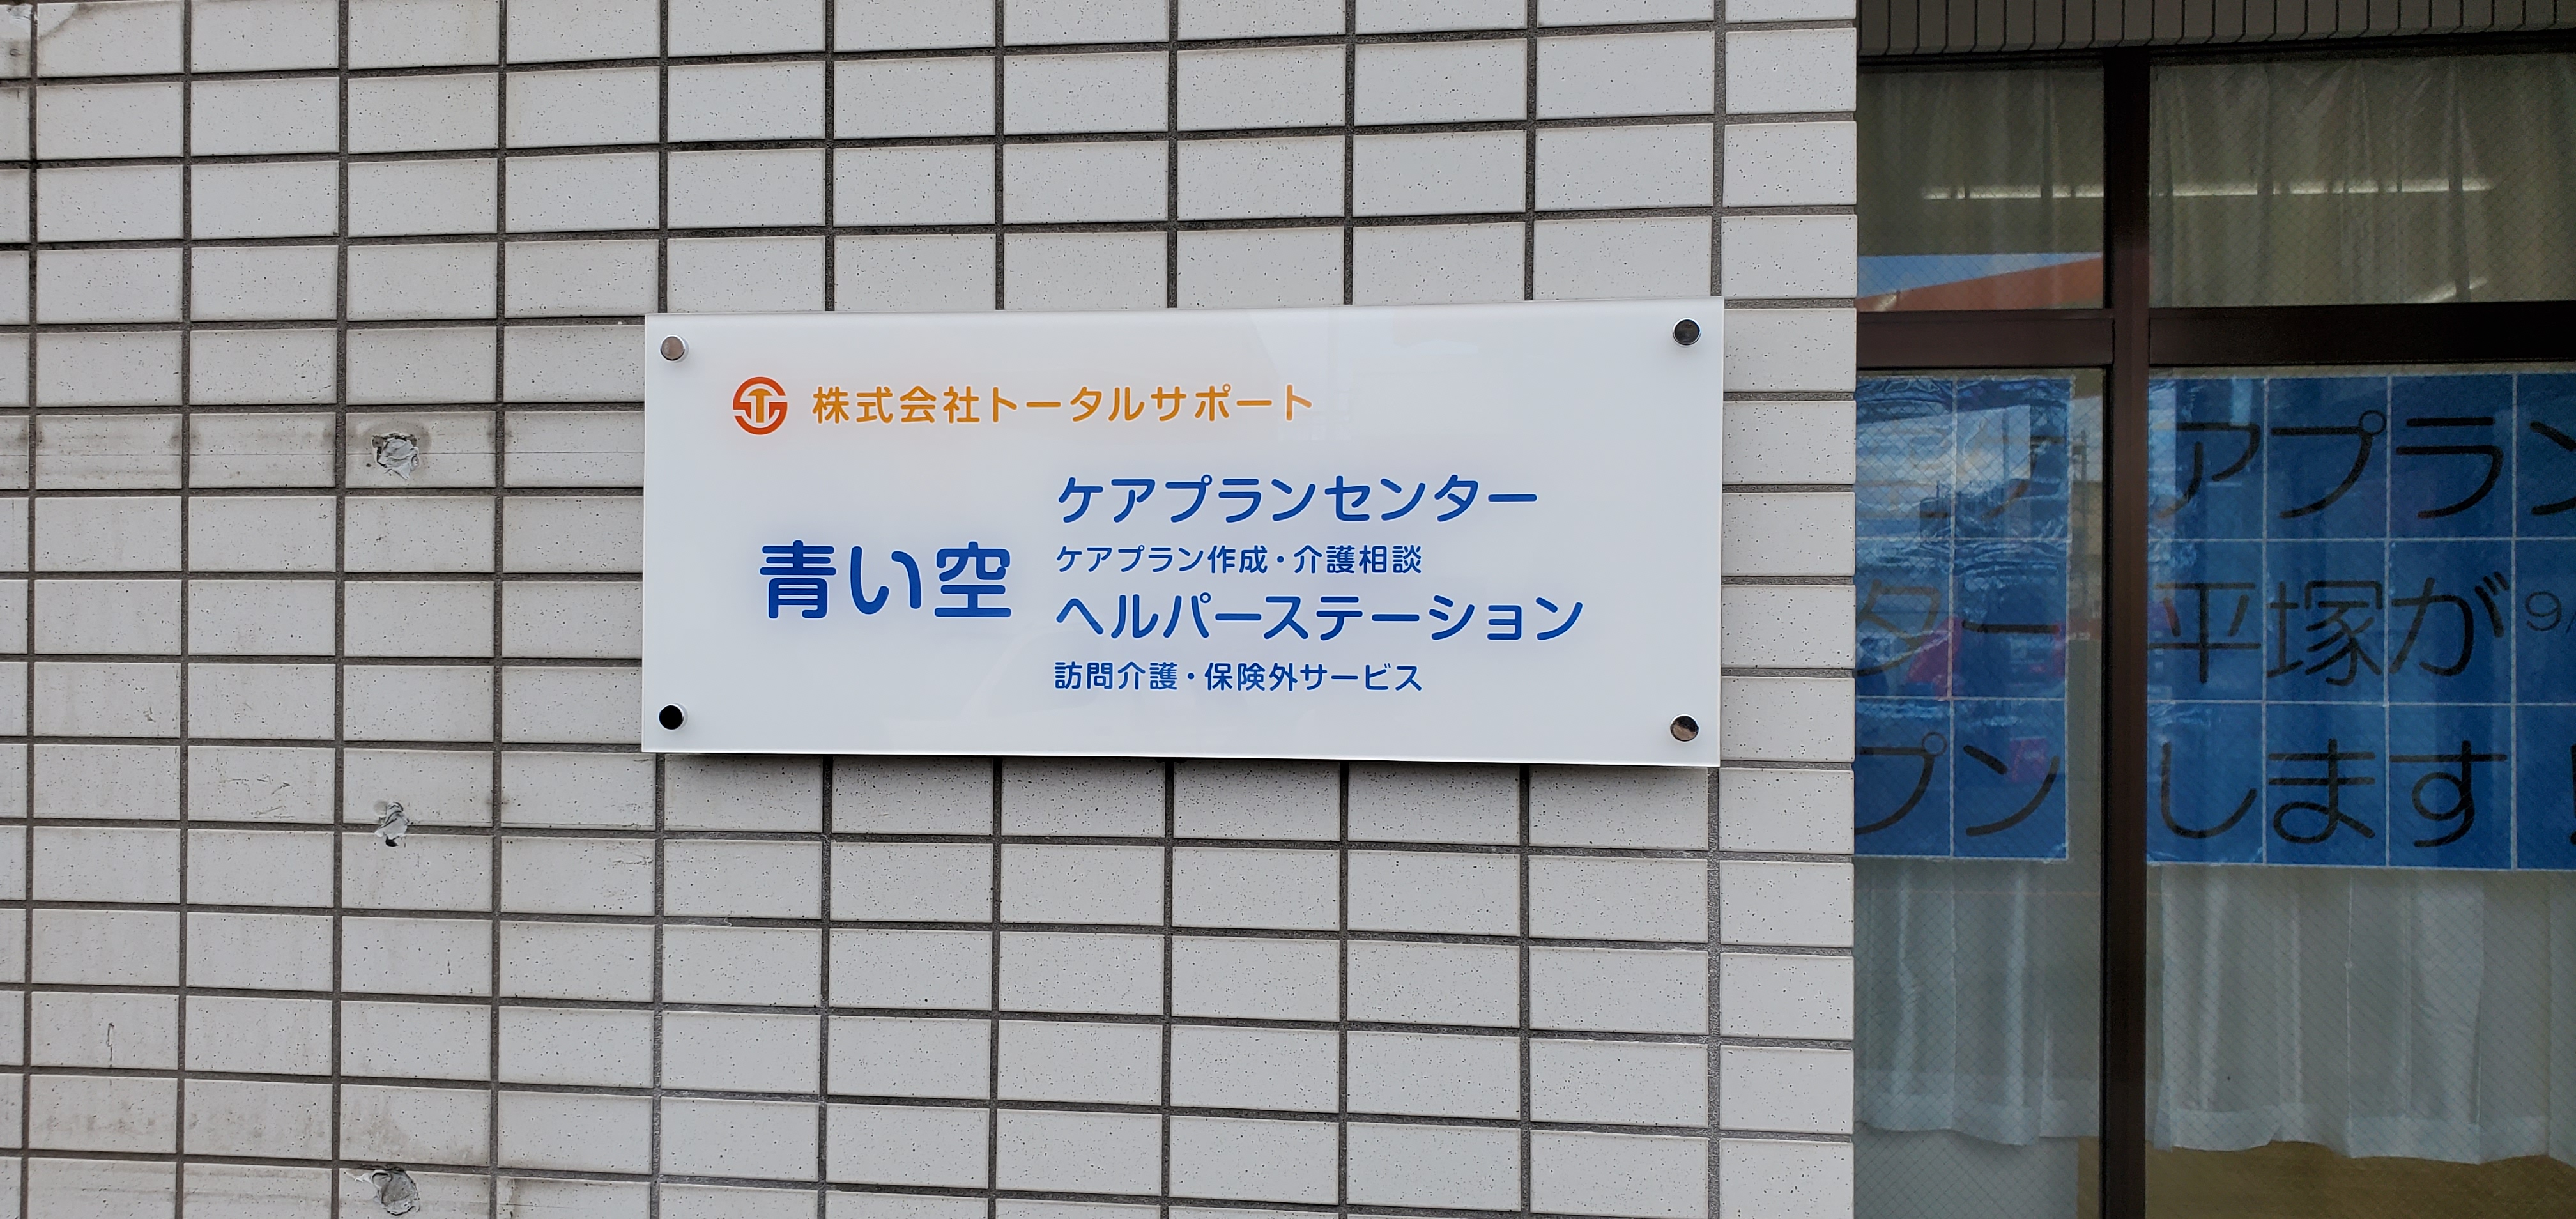 株式会社トータルサポート
青い空
ケアプランセンター
ケアプラン作成・介護相談
ヘルパーステーション
訪問介護・保険外サービス
ケアプラン
ター平塚が9/
プンします!